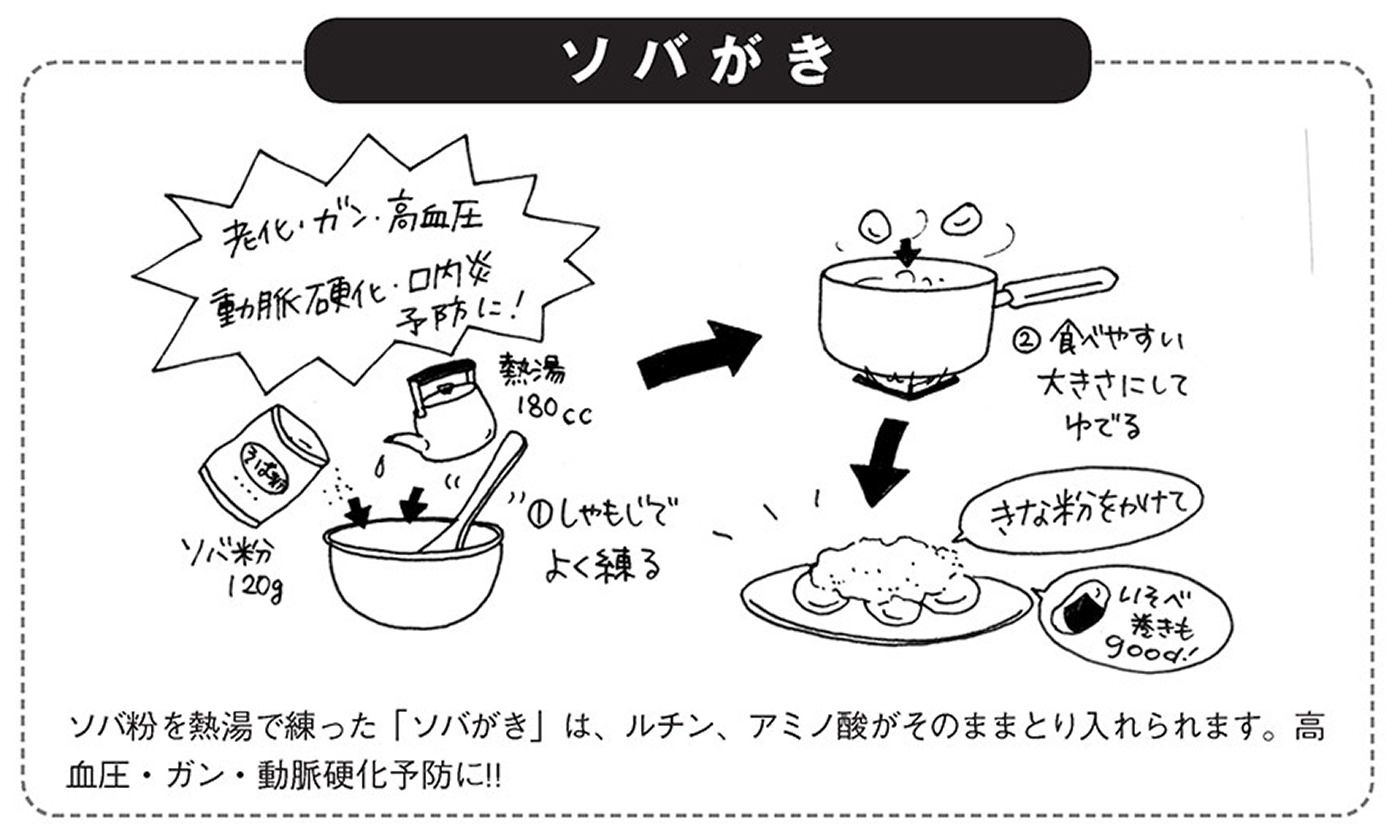 ソバがき
老化・ガン・高血圧
動脈硬化・口内炎
予防に！
熱湯
180cc
そば粉
ソバ粉
120g
①しゃもじで
よく練る
②食べやすい
大きさにして
ゆでる
きな粉をかけて
いそべ
巻きも
good!!
ソバ粉を熱湯で練った「ソバがき」は、ルチン、アミノ酸がそのままとり入れられます。高
血圧・ガン・動脈硬化予防に!!